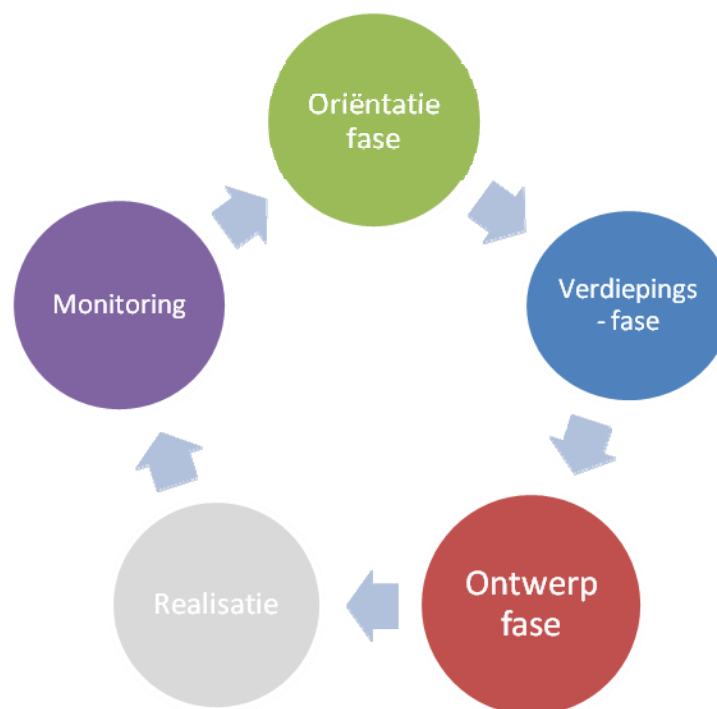 Oriëntatie
fase
Verdiepings
- fase
Ontwerp
fase
Realisatie
Monitoring